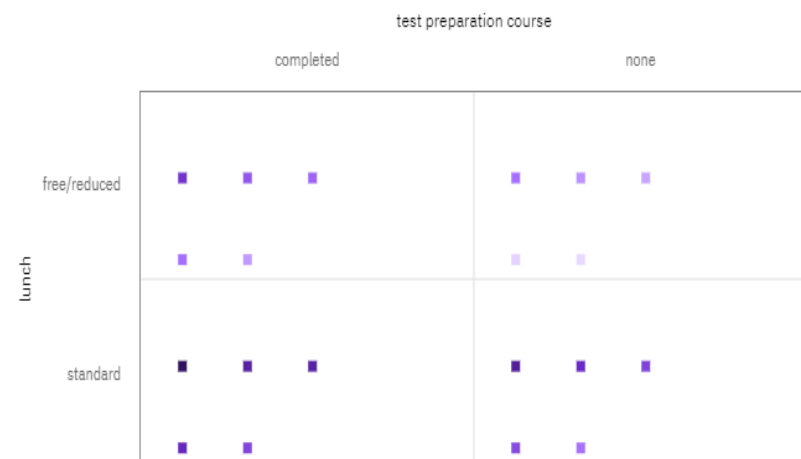 test preparation course
completed
none
free/reduced
lunch
standard